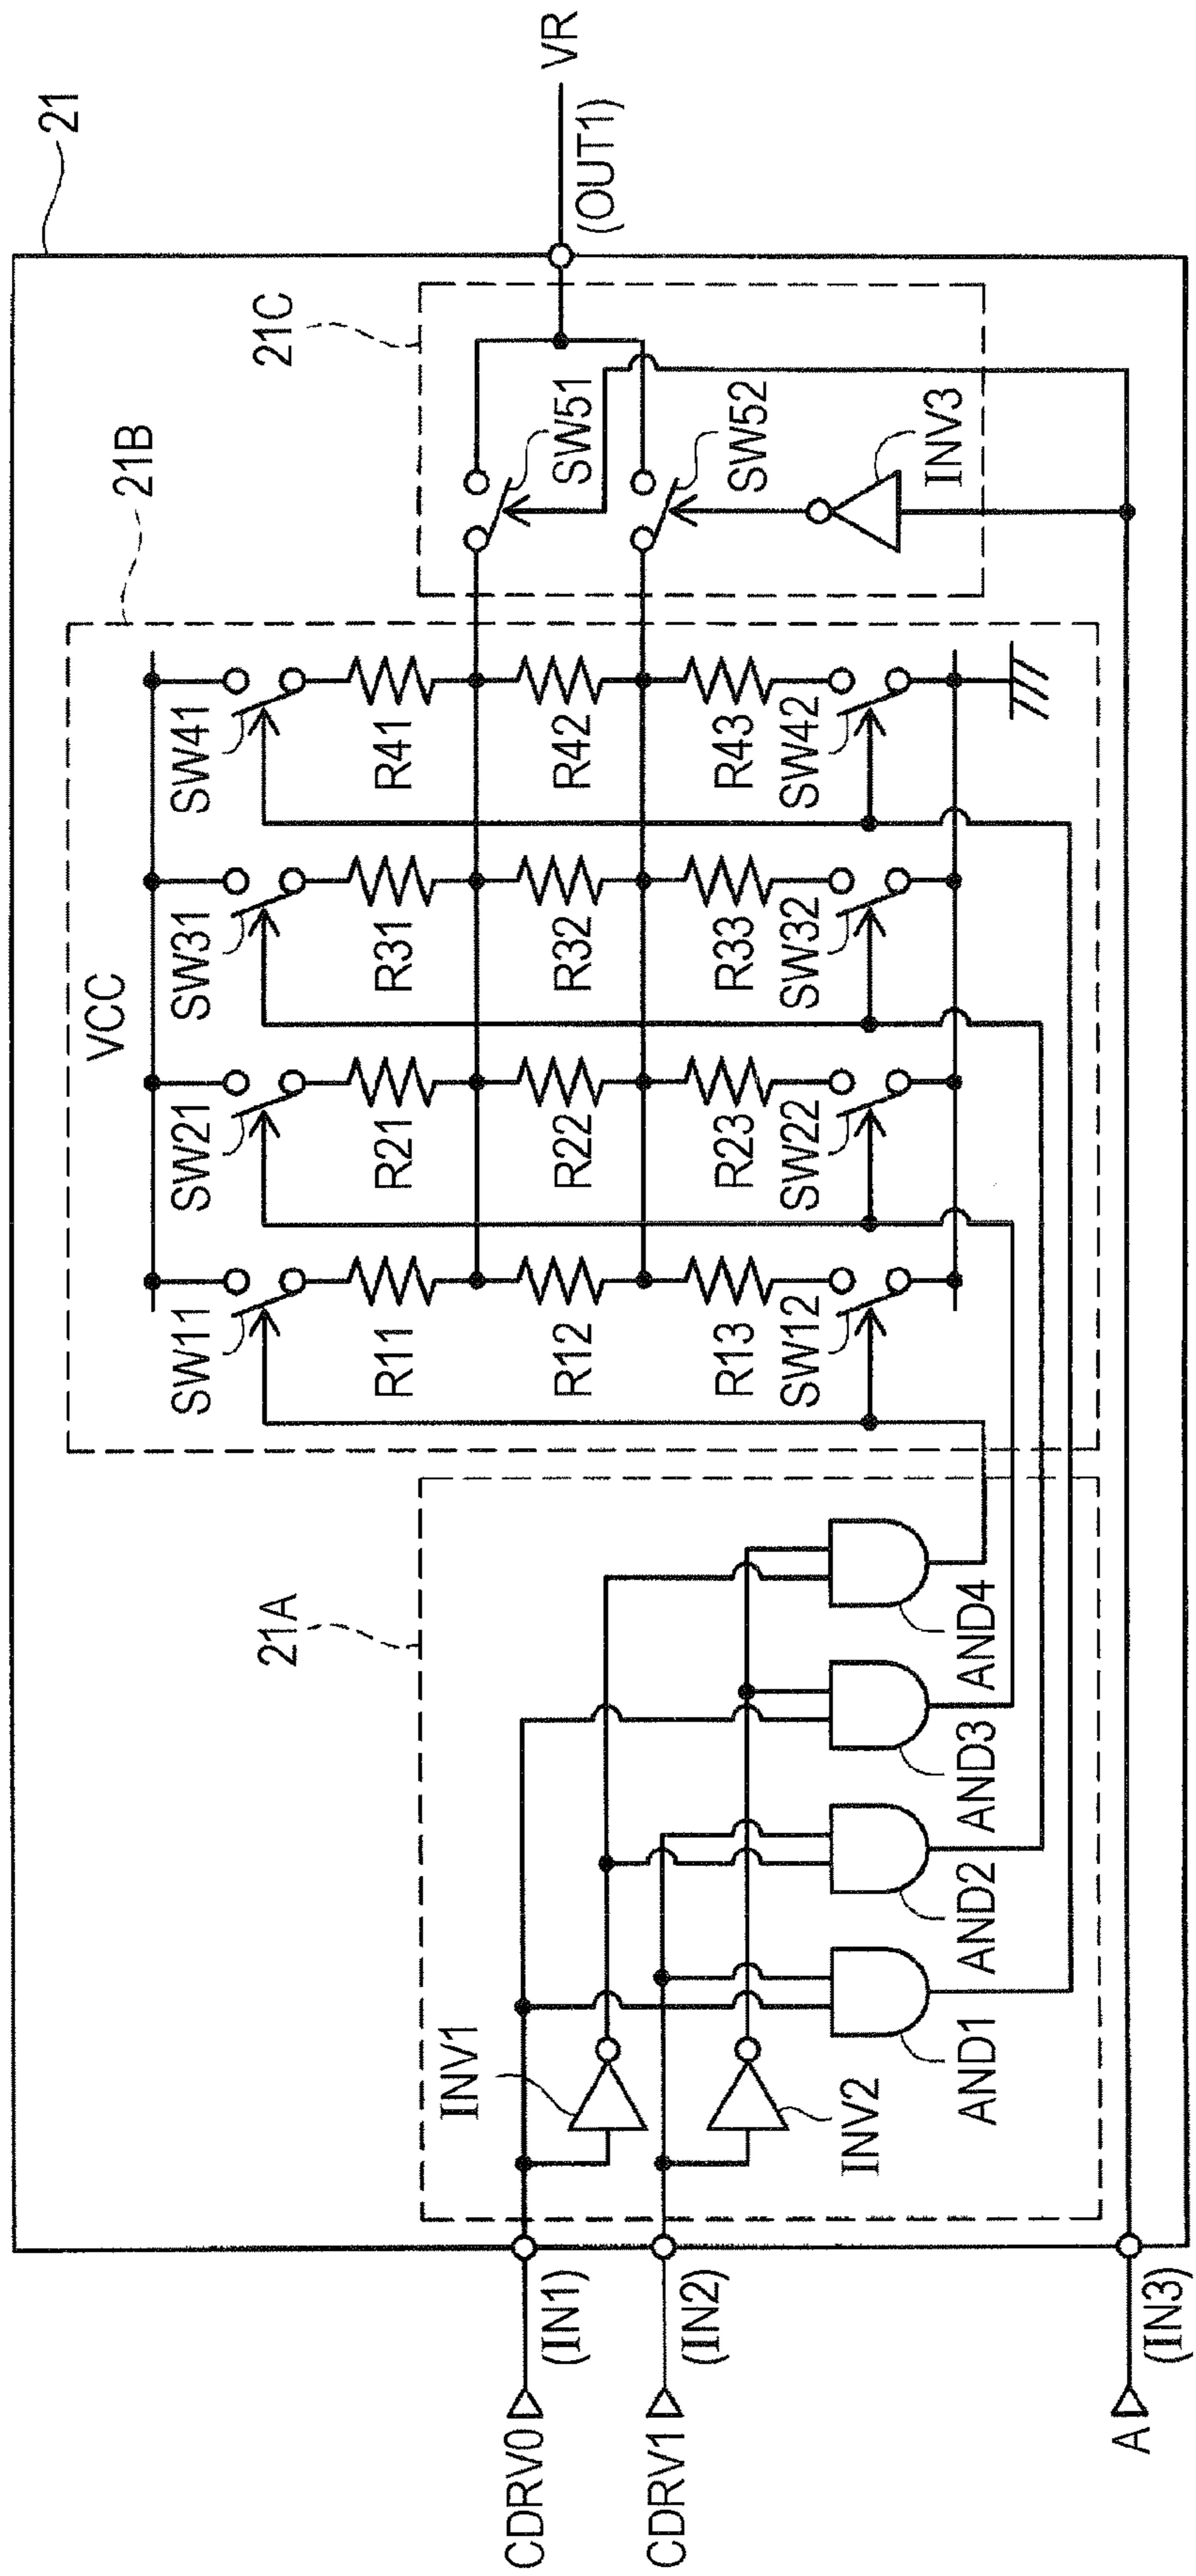 21
21A
21B
21C
VCC
CDRV0
(IN1)
CDRV1
(IN2)
A
(IN3)
INV1
INV2
AND1
AND2
AND3
AND4
SW11
SW21
SW31
SW41
R11
R21
R31
R41
R12
R22
R32
R42
R13
R23
R33
R43
SW12
SW22
SW32
SW42
SW51
SW52
INV3
VR
(OUT1)